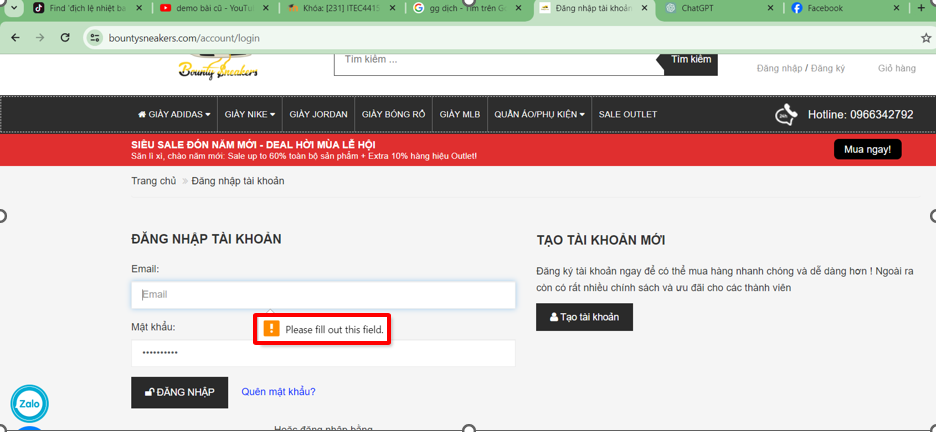 Find 'địch lệ nhiệt ba
demo bài cũ - YouTu
Khóa: [231] ITEC441
gg dịch - Tìm trên G
Đăng nhập tài khoản
ChatGPT
Facebook
bountysneakers.com/account/login
Bounty Sneakers
Tìm kiếm ...
Tìm kiếm
Đăng nhập / Đăng ký
Giỏ hàng
GIÀY ADIDAS
GIÀY NIKE
GIÀY JORDAN
GIÀY BÓNG RỔ
GIÀY MLB
QUẦN ÁO/PHỤ KIỆN
SALE OUTLET
Hotline: 0966342792
SIÊU SALE ĐÓN NĂM MỚI - DEAL HỜI MÙA LỄ HỘI
Săn lì xì, chào năm mới: Sale up to 60% toàn bộ sản phẩm + Extra 10% hàng hiệu Outlet!
Mua ngay!
Trang chủ » Đăng nhập tài khoản
ĐĂNG NHẬP TÀI KHOẢN
Email:
Email
Please fill out this field.
Mật khẩu:
ĐĂNG NHẬP
Quên mật khẩu?
Hoặc đăng nhập bằng
TẠO TÀI KHOẢN MỚI
Đăng ký tài khoản ngay để có thể mua hàng nhanh chóng và dễ dàng hơn ! Ngoài ra
còn có rất nhiều chính sách và ưu đãi cho các thành viên
Tạo tài khoản
Zalo